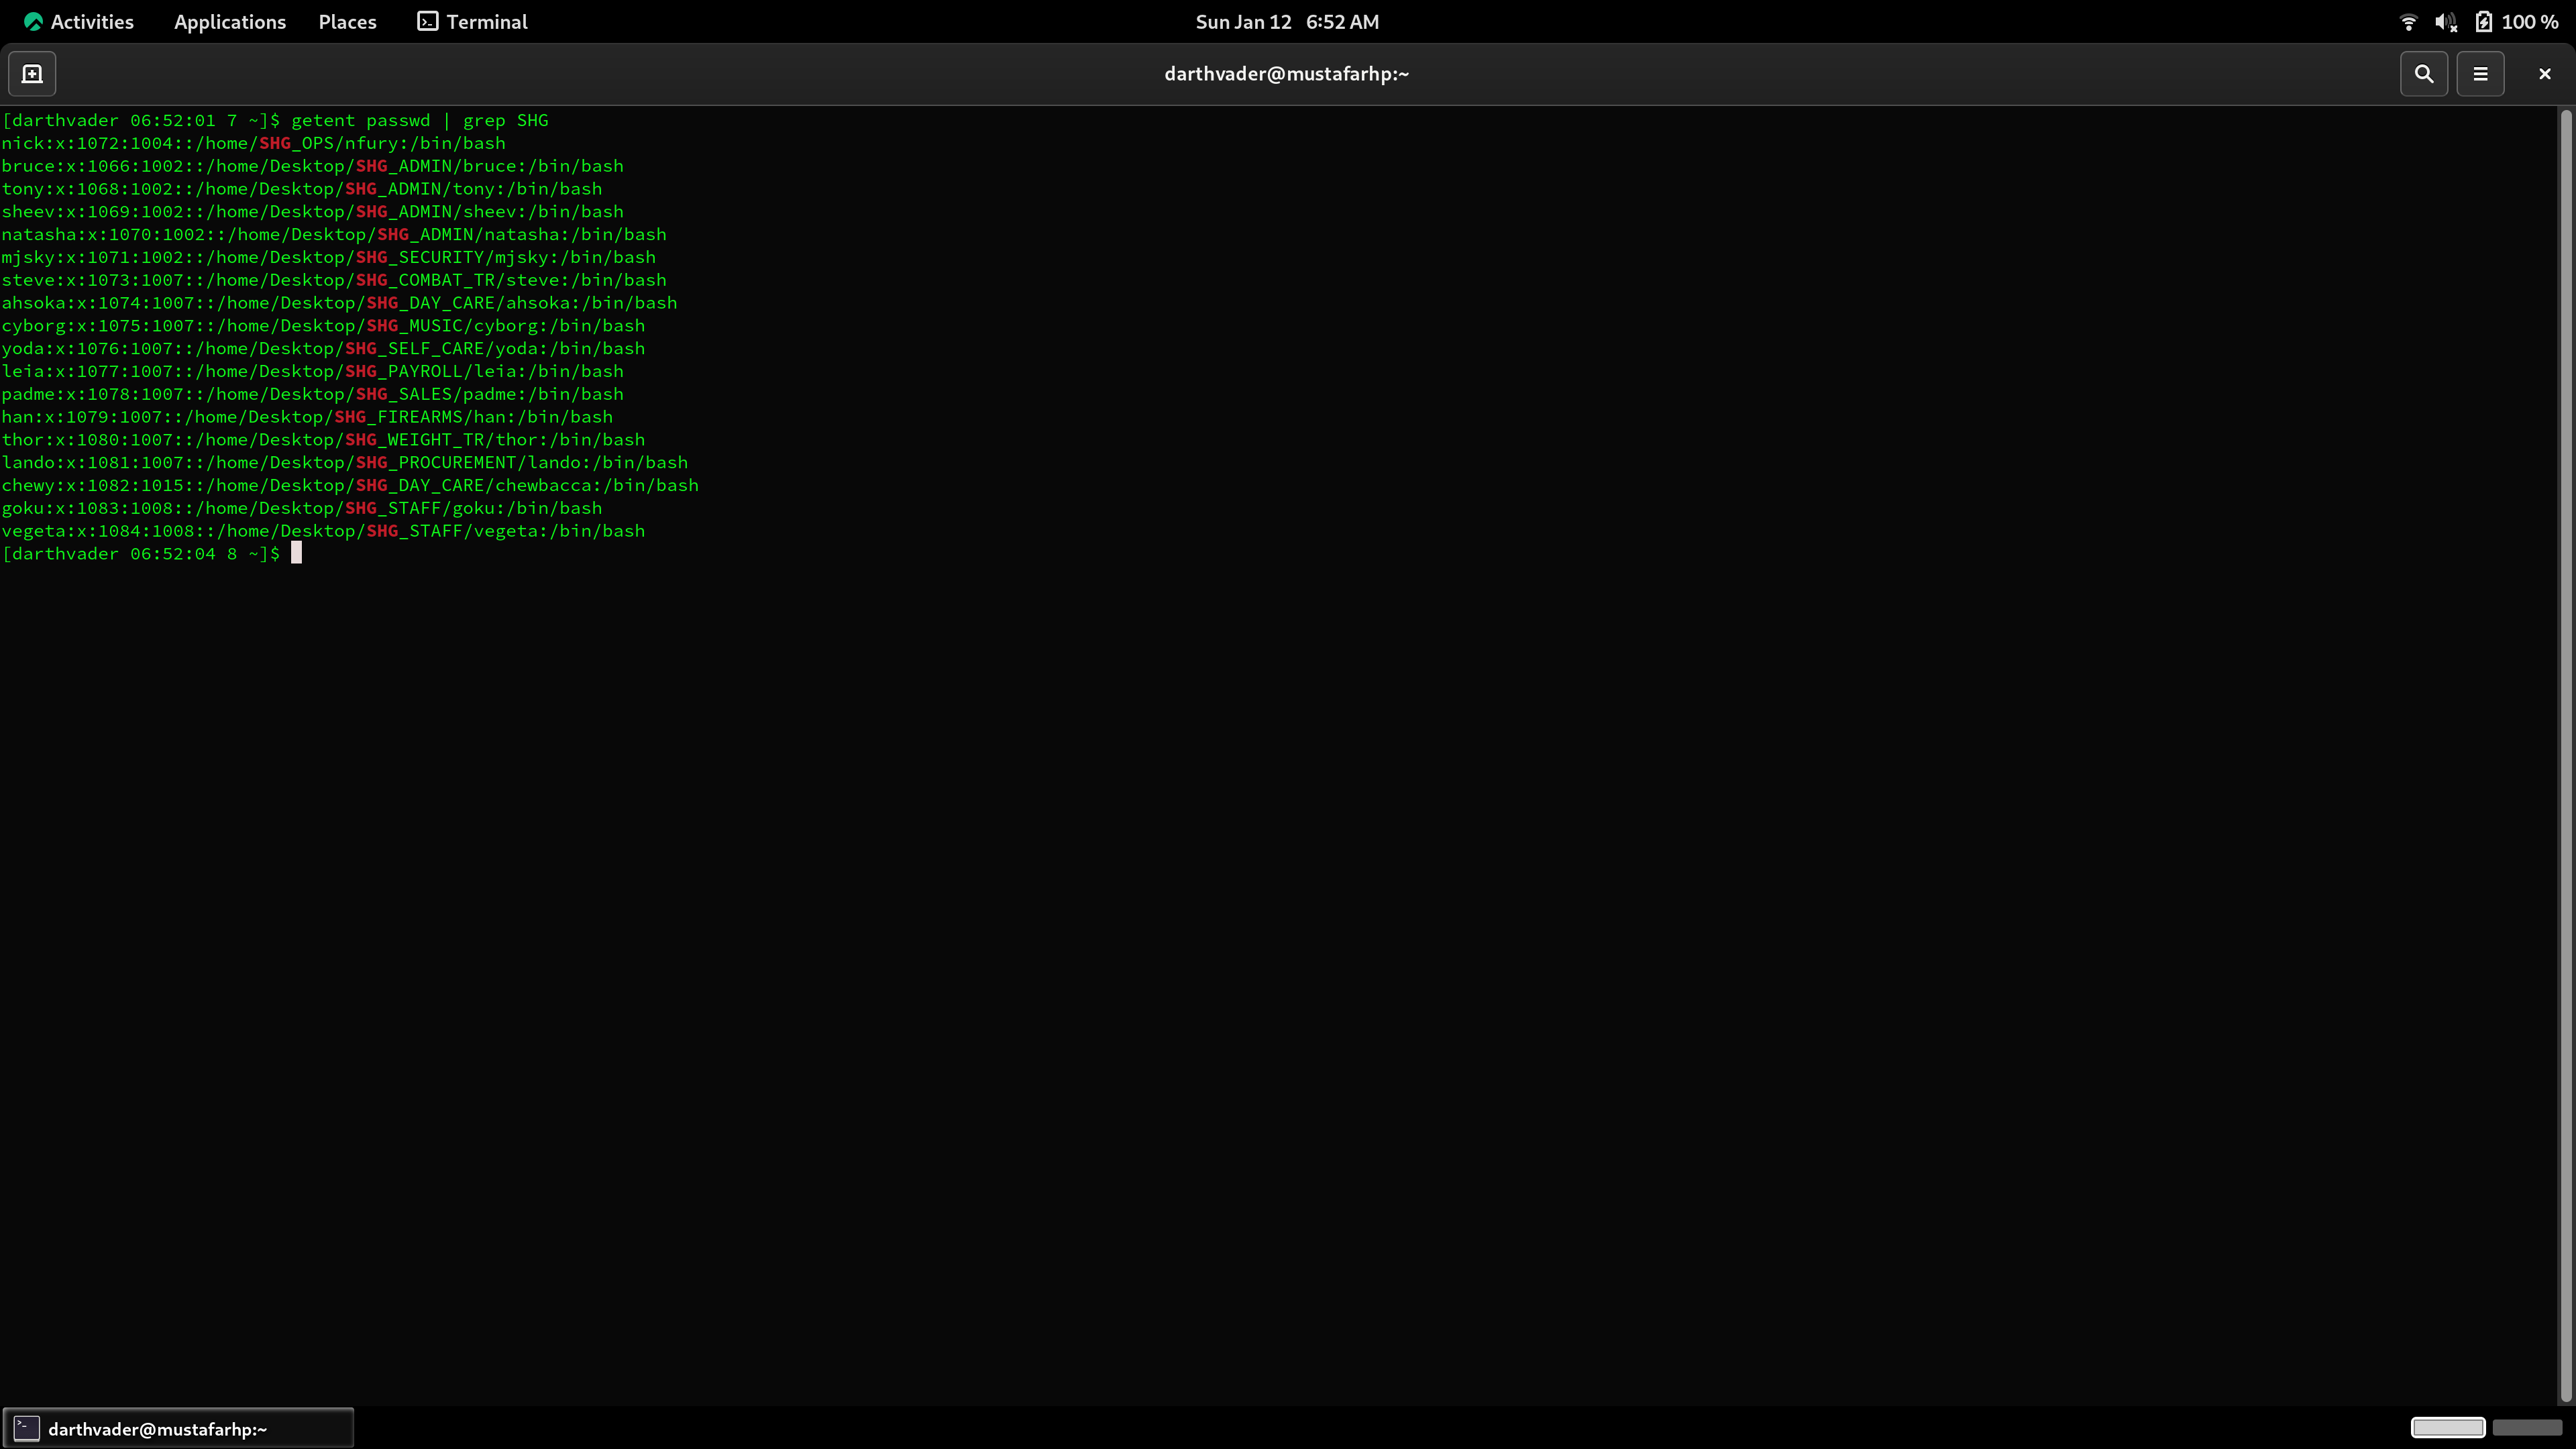 Activities Applications Places Terminal Sun Jan 12 6:52 AM 100 %
darthvader@mustafarhp:~
[darthvader 06:52:01 7 ~]$ getent passwd | grep SHG
nick:x:1072:1004::/home/SHG_OPS/nfury:/bin/bash
bruce:x:1066:1002::/home/Desktop/SHG_ADMIN/bruce:/bin/bash
tony:x:1068:1002::/home/Desktop/SHG_ADMIN/tony:/bin/bash
sheev:x:1069:1002::/home/Desktop/SHG_ADMIN/sheev:/bin/bash
natasha:x:1070:1002::/home/Desktop/SHG_ADMIN/natasha:/bin/bash
mjsky:x:1071:1002::/home/Desktop/SHG_SECURITY/mjsky:/bin/bash
steve:x:1073:1007::/home/Desktop/SHG_COMBAT_TR/steve:/bin/bash
ahsoka:x:1074:1007::/home/Desktop/SHG_DAY_CARE/ahsoka:/bin/bash
cyborg:x:1075:1007::/home/Desktop/SHG_MUSIC/cyborg:/bin/bash
yoda:x:1076:1007::/home/Desktop/SHG_SELF_CARE/yoda:/bin/bash
leia:x:1077:1007::/home/Desktop/SHG_PAYROLL/leia:/bin/bash
padme:x:1078:1007::/home/Desktop/SHG_SALES/padme:/bin/bash
han:x:1079:1007::/home/Desktop/SHG_FIREARMS/han:/bin/bash
thor:x:1080:1007::/home/Desktop/SHG_WEIGHT_TR/thor:/bin/bash
lando:x:1081:1007::/home/Desktop/SHG_PROCUREMENT/lando:/bin/bash
chewy:x:1082:1015::/home/Desktop/SHG_DAY_CARE/chewbacca:/bin/bash
goku:x:1083:1008::/home/Desktop/SHG_STAFF/goku:/bin/bash
vegeta:x:1084:1008::/home/Desktop/SHG_STAFF/vegeta:/bin/bash
[darthvader 06:52:04 8 ~]$
darthvader@mustafarhp:~